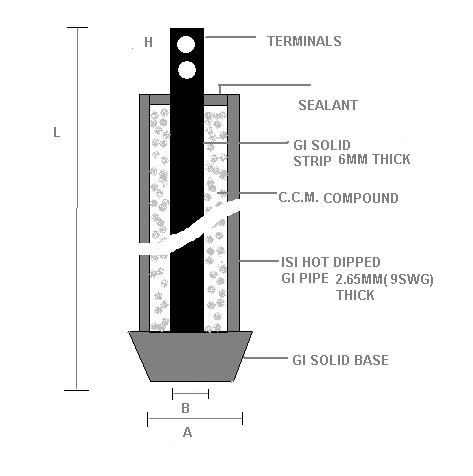 H
TERMINALS
SEALANT
L
GI SOLID
STRIP 6MM THICK
C.C.M. COMPOUND
ISI HOT DIPPED
GI PIPE 2.65MM( 9SWG)
THICK
GI SOLID BASE
B
A